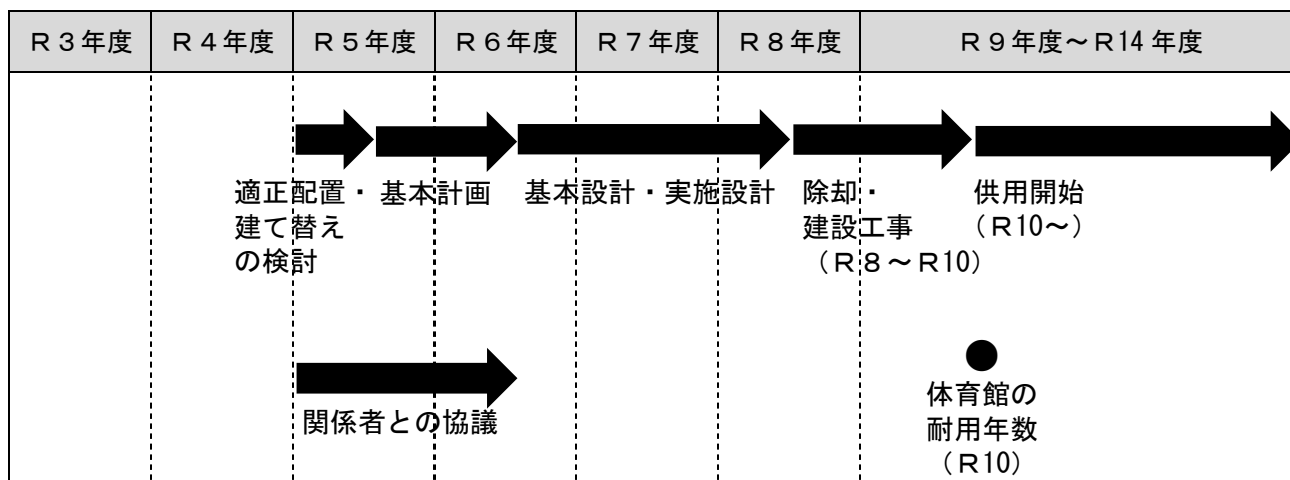 Ｒ３年度 Ｒ４年度 Ｒ５年度 Ｒ６年度 Ｒ７年度 Ｒ８年度 Ｒ９年度～Ｒ14年度
適正配置・
建て替え
の検討
基本計画
基本設計・実施設計
除却・
建設工事
（Ｒ８～Ｒ10）
供用開始
（Ｒ10～）
関係者との協議
体育館の
耐用年数
（Ｒ10）